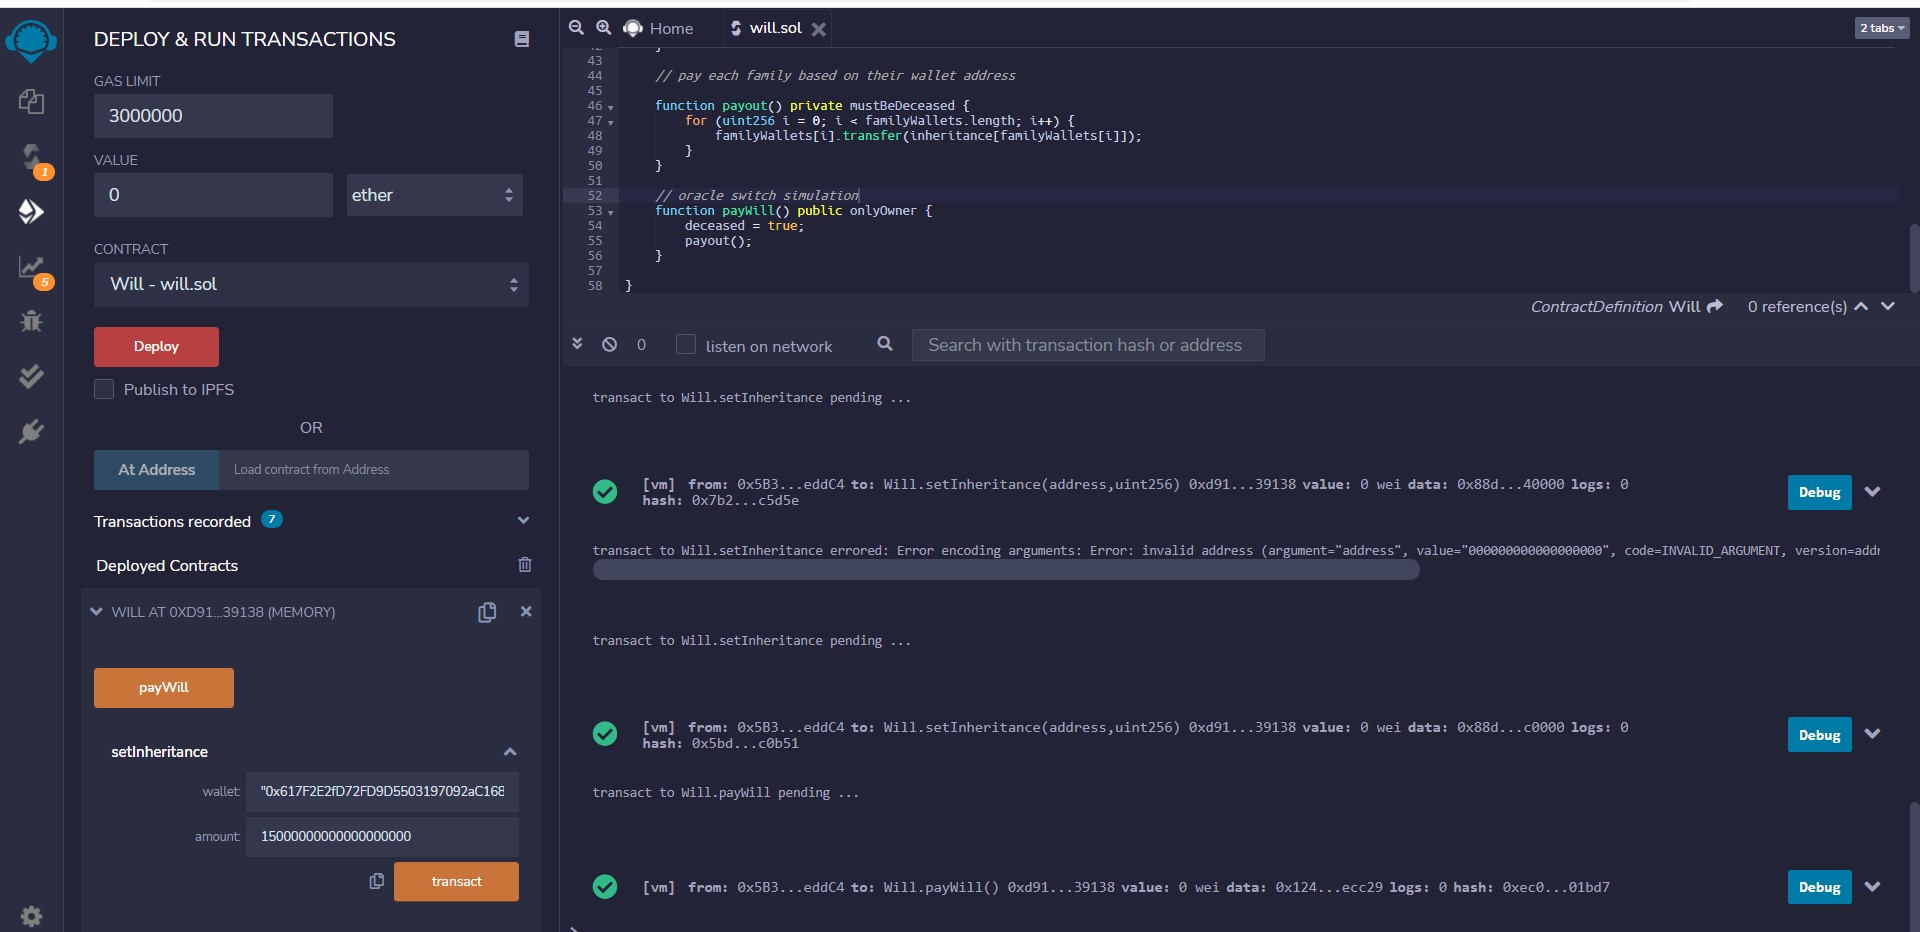 DEPLOY & RUN TRANSACTIONS
GAS LIMIT
3000000
VALUE
0
ether
CONTRACT
Will - will.sol
Deploy
Publish to IPFS
OR
At Address
Load contract from Address
Transactions recorded 7
Deployed Contracts
WILL AT 0XD91...39138 (MEMORY)
payWill
setInheritance
wallet: "0x617F2E2fD72FD9D5503197092aC168
amount: 15000000000000000000
transact
1
5
Home
will.sol
2 tabs
42 }
43
44 // pay each family based on their wallet address
45
46 function payout() private mustBeDeceased {
47 for (uint256 i = 0; i < familyWallets.length; i++) {
48 familyWallets[i].transfer(inheritance[familyWallets[i]]);
49 }
50 }
51
52 // oracle switch simulation
53 function payWill() public onlyOwner {
54 deceased = true;
55 payout();
56 }
57
58 }
ContractDefinition Will 0 reference(s)
0
listen on network
Search with transaction hash or address
transact to Will.setInheritance pending ...
[vm] from: 0x5B3...eddC4 to: Will.setInheritance(address,uint256) 0xd91...39138 value: 0 wei data: 0x88d...40000 logs: 0
hash: 0x7b2...c5d5e
Debug
transact to Will.setInheritance errored: Error encoding arguments: Error: invalid address (argument="address", value="000000000000000000", code=INVALID_ARGUMENT, version=addr
transact to Will.setInheritance pending ...
[vm] from: 0x5B3...eddC4 to: Will.setInheritance(address,uint256) 0xd91...39138 value: 0 wei data: 0x88d...c0000 logs: 0
hash: 0x5bd...c0b51
Debug
transact to Will.payWill pending ...
[vm] from: 0x5B3...eddC4 to: Will.payWill() 0xd91...39138 value: 0 wei data: 0x124...ecc29 logs: 0 hash: 0xec0...01bd7
Debug
>